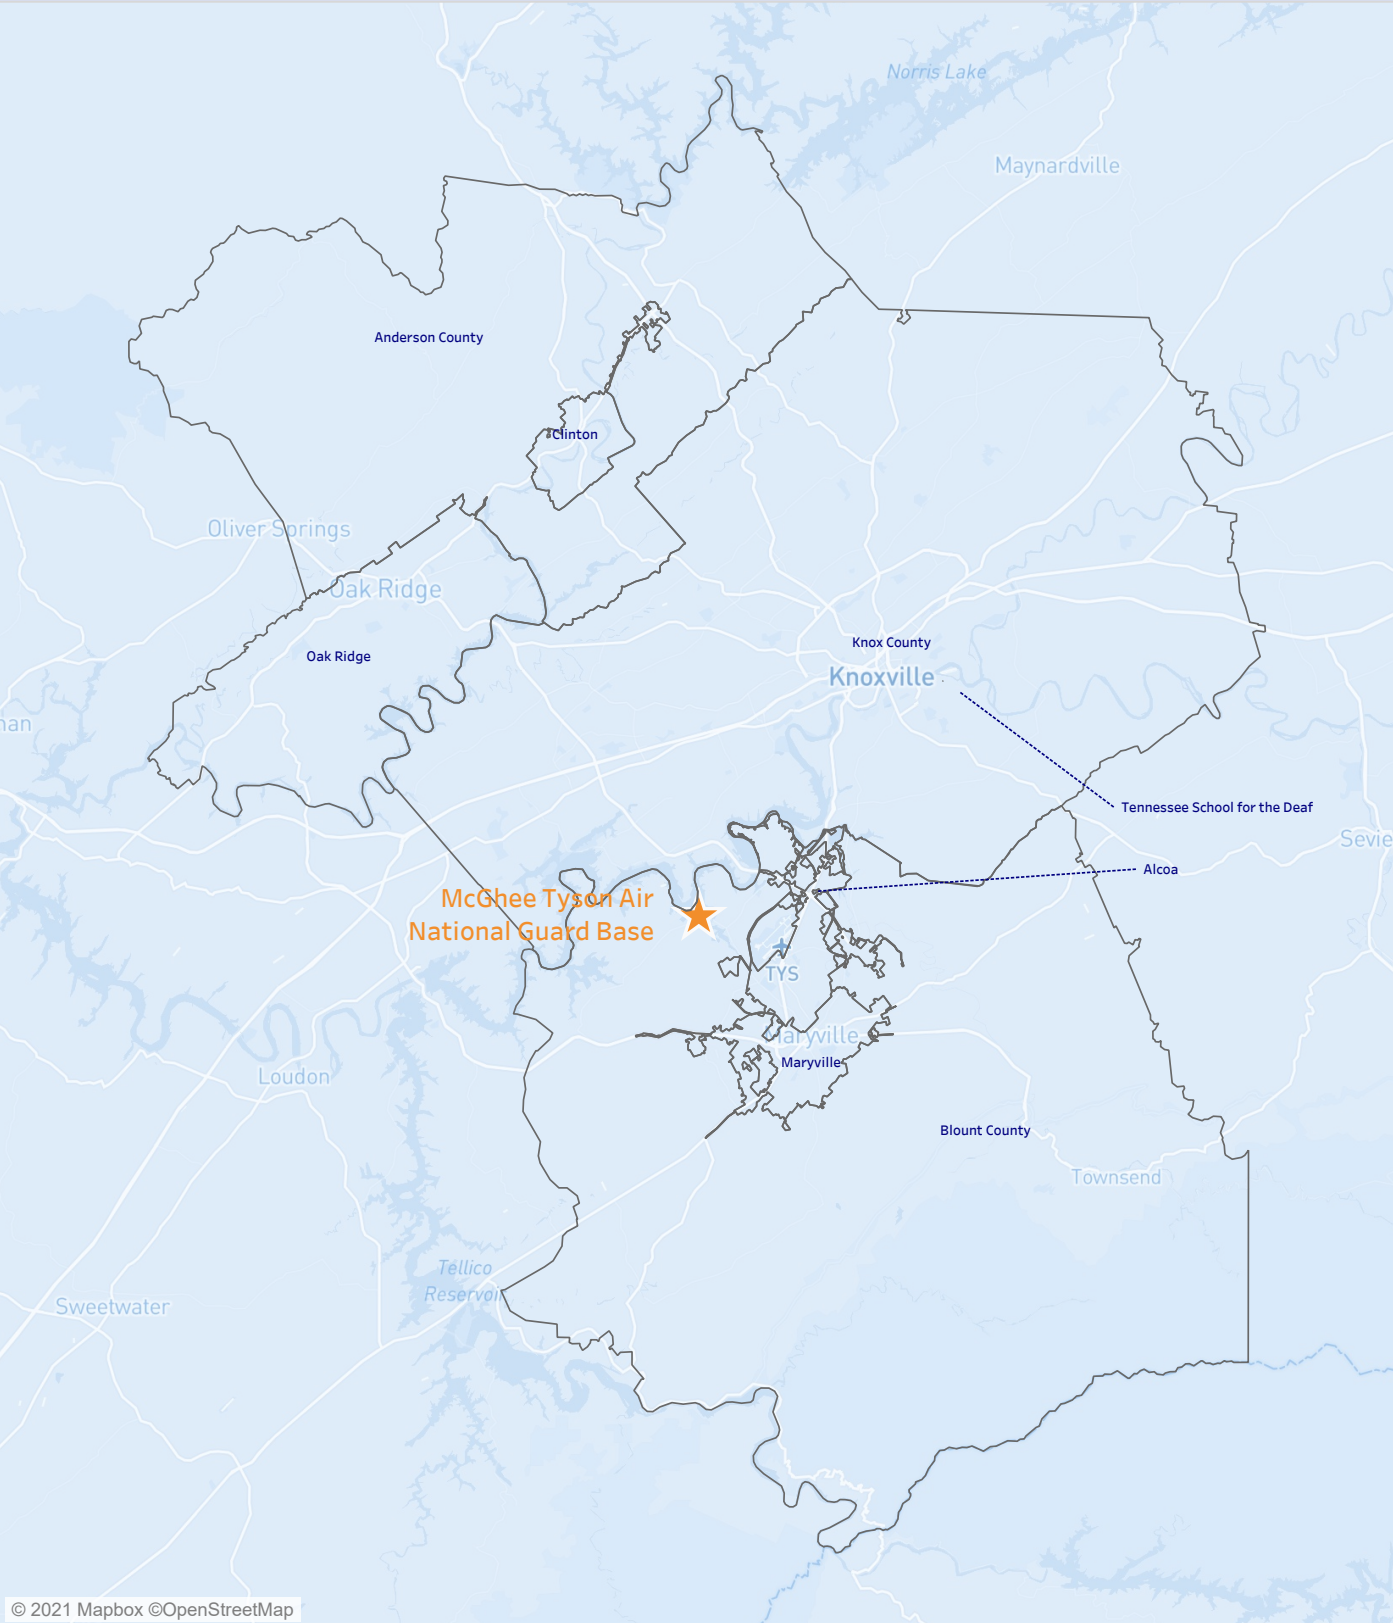 Norris Lake
Maynardville
Anderson County
Clinton
Oliver Springs
Oak Ridge
Knox County
Oak Ridge
Knoxville
Tennessee School for the Deaf
Sevie
Alcoa
McGhee Tyson Air
National Guard Base
TYS
Maryville
Maryville
Loudon
Blount County
Townsend
Tellico
Reservoir
Sweetwater
© 2021 Mapbox ©OpenStreetMap